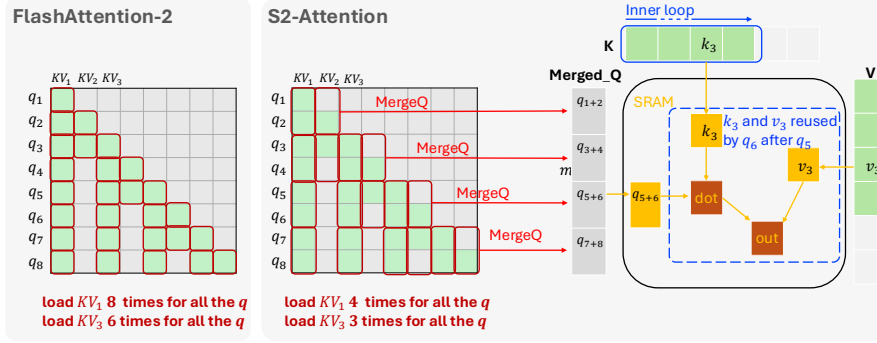 FlashAttention-2
KV1 KV2 KV3
q1
q2
q3
q4
q5
q6
q7
q8
load KV1 8 times for all the q
load KV3 6 times for all the q
S2-Attention
KV1 KV2 KV3
q1
q2
q3
q4
q5
q6
q7
q8
MergeQ
MergeQ
MergeQ
MergeQ
load KV1 4 times for all the q
load KV3 3 times for all the q
Merged_Q
q1+2
q3+4
m
q5+6
q7+8
Inner loop
K
k3
SRAM
k3
k3 and v3 reused
by q6 after q5
v3
q5+6
dot
out
V
v3